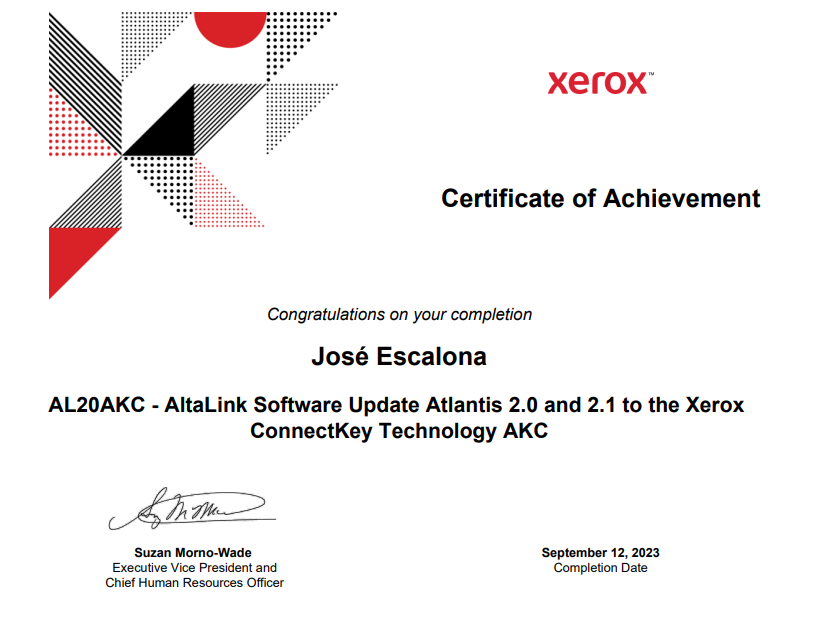 xerox™
Certificate of Achievement
Congratulations on your completion
José Escalona
AL20AKC - AltaLink Software Update Atlantis 2.0 and 2.1 to the Xerox
ConnectKey Technology AKC
Suzan Morno-Wade
Executive Vice President and
Chief Human Resources Officer
September 12, 2023
Completion Date